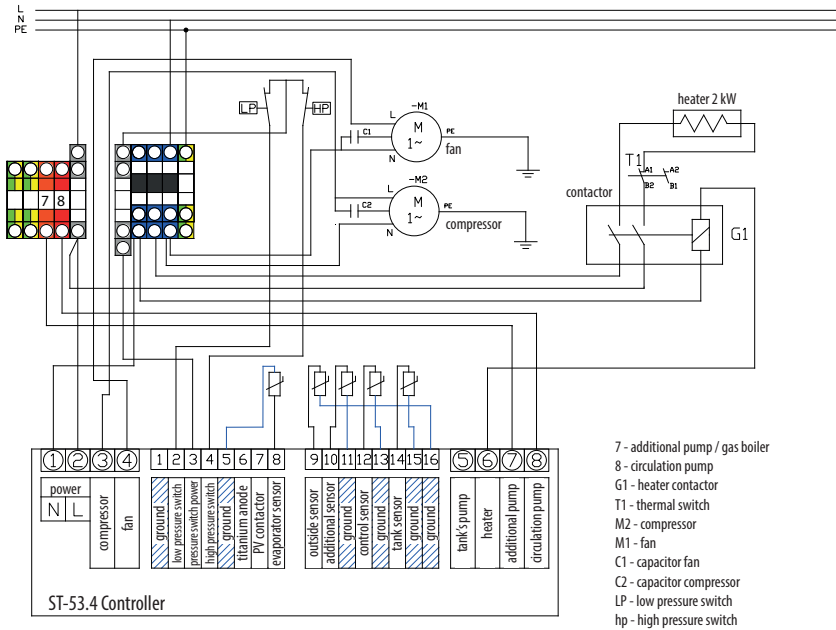 L
N
PE
LP
HP
C1
L
-M1
M
1~
N
PE
fan
C2
L
-M2
M
1~
N
PE
compressor
heater 2 kW
T1
A1
A2
B2
B1
contactor
G1
7 8
1 2 3 4
power
N L
compressor
fan
1 2 3 4 5 6 7 8
ground
low pressure switch
pressure switch power
high pressure switch
ground
titanium anode
PV contactor
evaporator sensor
9 10 11 12 13 14 15 16
outside sensor
additional sensor
ground
control sensor
ground
tank sensor
ground
ground
5 6 7 8
tank's pump
heater
additional pump
circulation pump
ST-53.4 Controller
7 - additional pump / gas boiler
8 - circulation pump
G1 - heater contactor
T1 - thermal switch
M2 - compressor
M1 - fan
C1 - capacitor fan
C2 - capacitor compressor
LP - low pressure switch
hp - high pressure switch